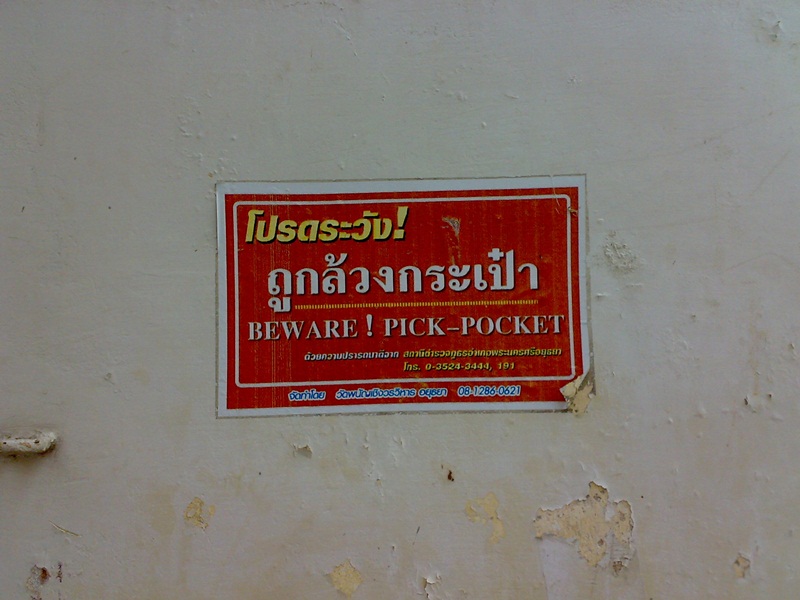 โปรดระวัง!
ถูกล้วงกระเป๋า
BEWARE ! PICK-POCKET
ด้วยความปรารถนาดีจาก สถานีตำรวจภูธรอำเภอพระนครศรีอยุธยา
โทร. 0-3524-3444, 191
จัดทำโดย วัดพนัญเชิงวรวิหาร อยุธยา 08-1286-0621